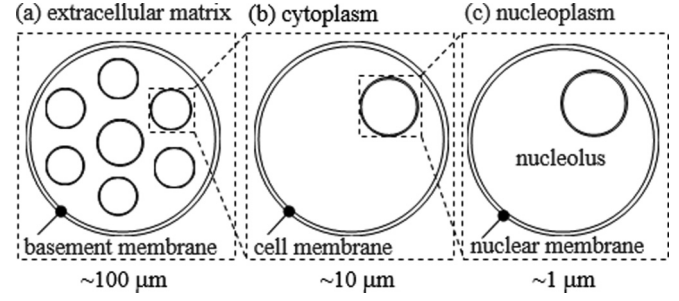 (a) extracellular matrix
(b) cytoplasm
(c) nucleoplasm
nucleolus
basement membrane
cell membrane
nuclear membrane
~100 μm
~10 μm
~1 μm